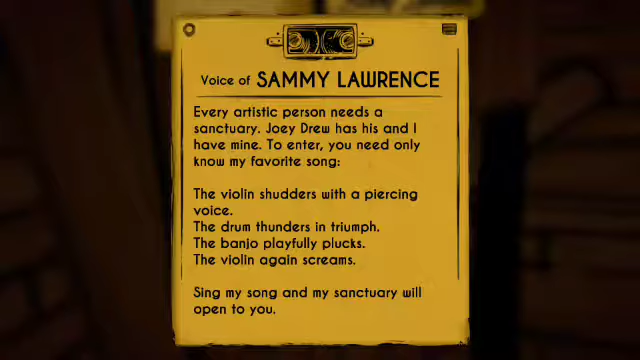 Voice of SAMMY LAWRENCE
Every artistic person needs a
sanctuary. Joey Drew has his and I
have mine. To enter, you need only
know my favorite song:
The violin shudders with a piercing
voice.
The drum thunders in triumph.
The banjo playfully plucks.
The violin again screams.
Sing my song and my sanctuary will
open to you.